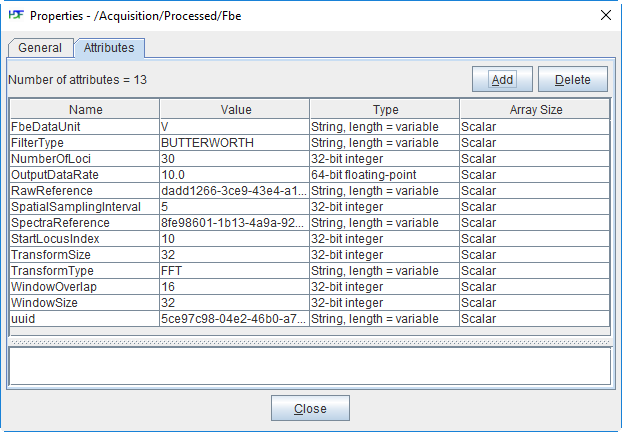 HDF Properties - /Acquisition/Processed/Fbe
General Attributes
Number of attributes = 13 Add Delete
Name Value Type Array Size
FbeDataUnit V String, length = variable Scalar
FilterType BUTTERWORTH String, length = variable Scalar
NumberOfLoci 30 32-bit integer Scalar
OutputDataRate 10.0 64-bit floating-point Scalar
RawReference dadd1266-3ce9-43e4-a1... String, length = variable Scalar
SpatialSamplingInterval 5 32-bit integer Scalar
SpectraReference 8fe98601-1b13-4a9a-92... String, length = variable Scalar
StartLocusIndex 10 32-bit integer Scalar
TransformSize 32 32-bit integer Scalar
TransformType FFT String, length = variable Scalar
WindowOverlap 16 32-bit integer Scalar
WindowSize 32 32-bit integer Scalar
uuid 5ce97c98-04e2-46b0-a7... String, length = variable Scalar
Close